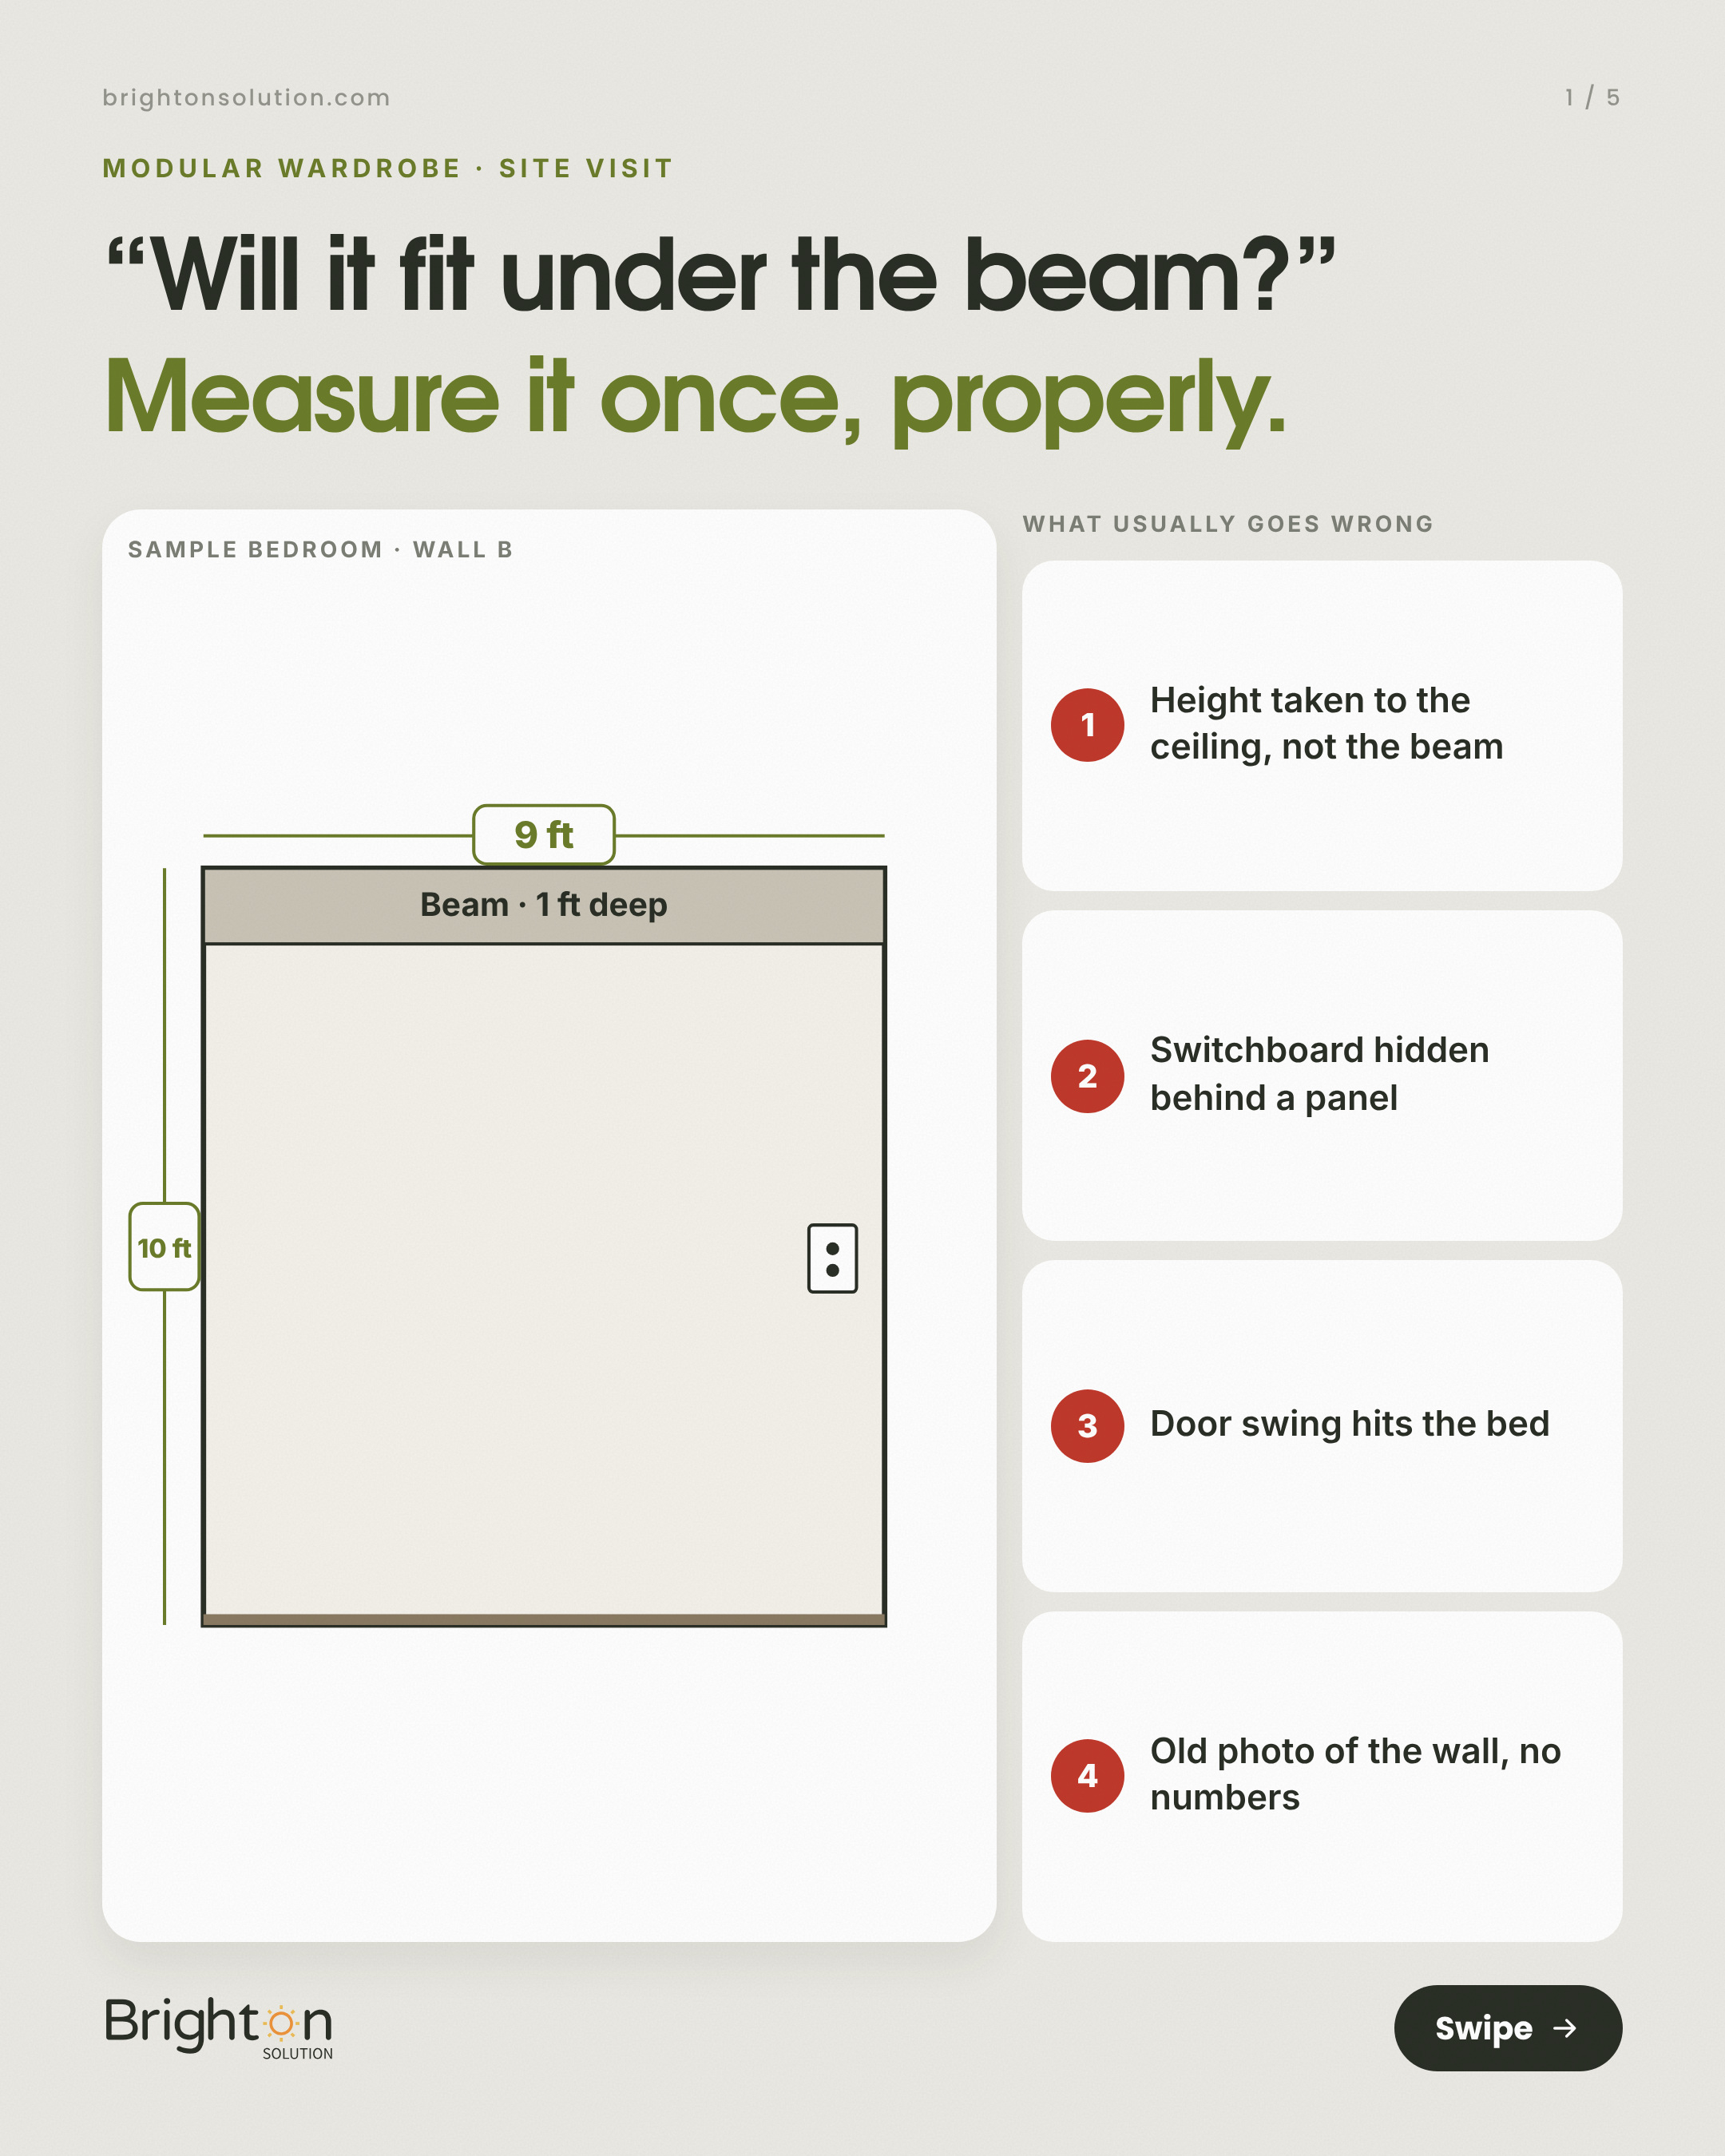 brightonsolution.com
1 / 5
MODULAR WARDROBE · SITE VISIT
“Will it fit under the beam?”
Measure it once, properly.
SAMPLE BEDROOM · WALL B
9 ft
Beam · 1 ft deep
10 ft
WHAT USUALLY GOES WRONG
1
Height taken to the
ceiling, not the beam
2
Switchboard hidden
behind a panel
3
Door swing hits the bed
4
Old photo of the wall, no
numbers
Brighton
SOLUTION
Swipe →